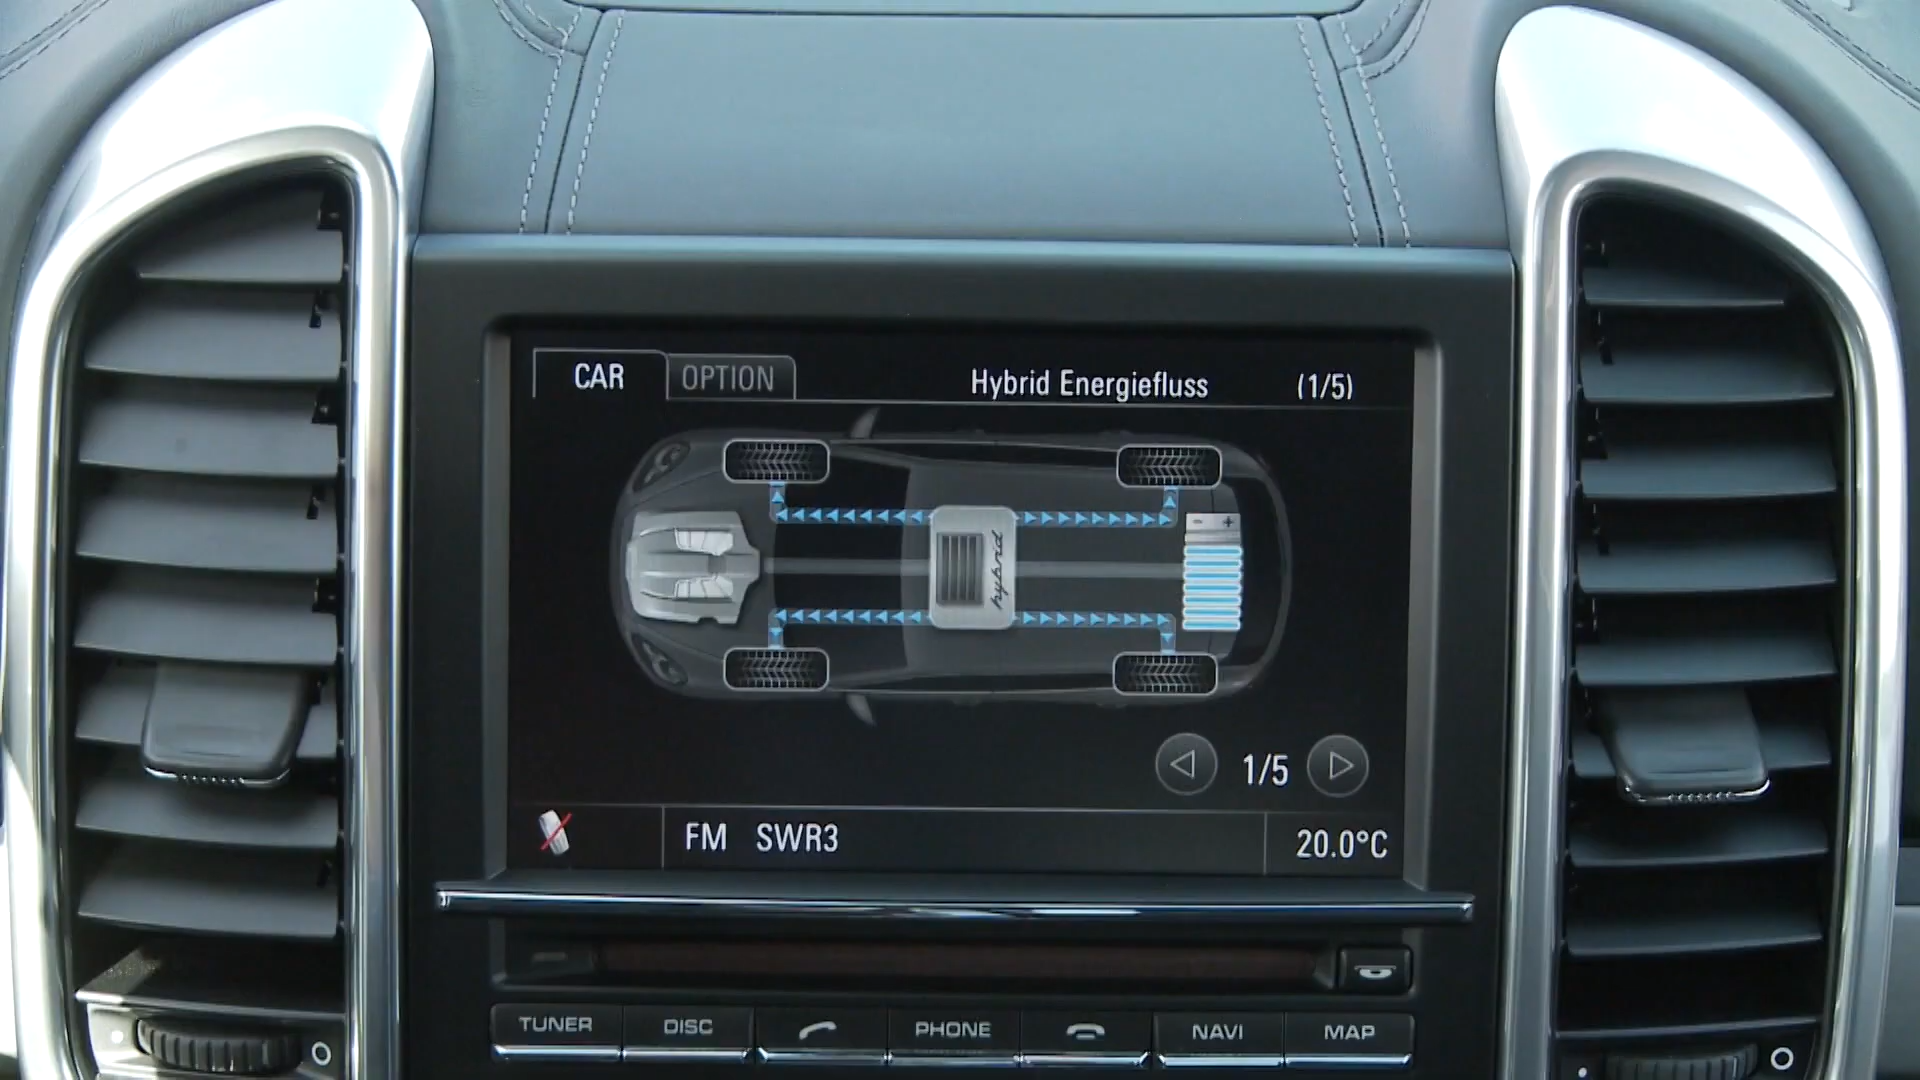 CAR OPTION Hybrid Energiefluss (1/5)
- +
hybrid
1/5
FM SWR3 20.0°C
TUNER DISC PHONE NAVI MAP